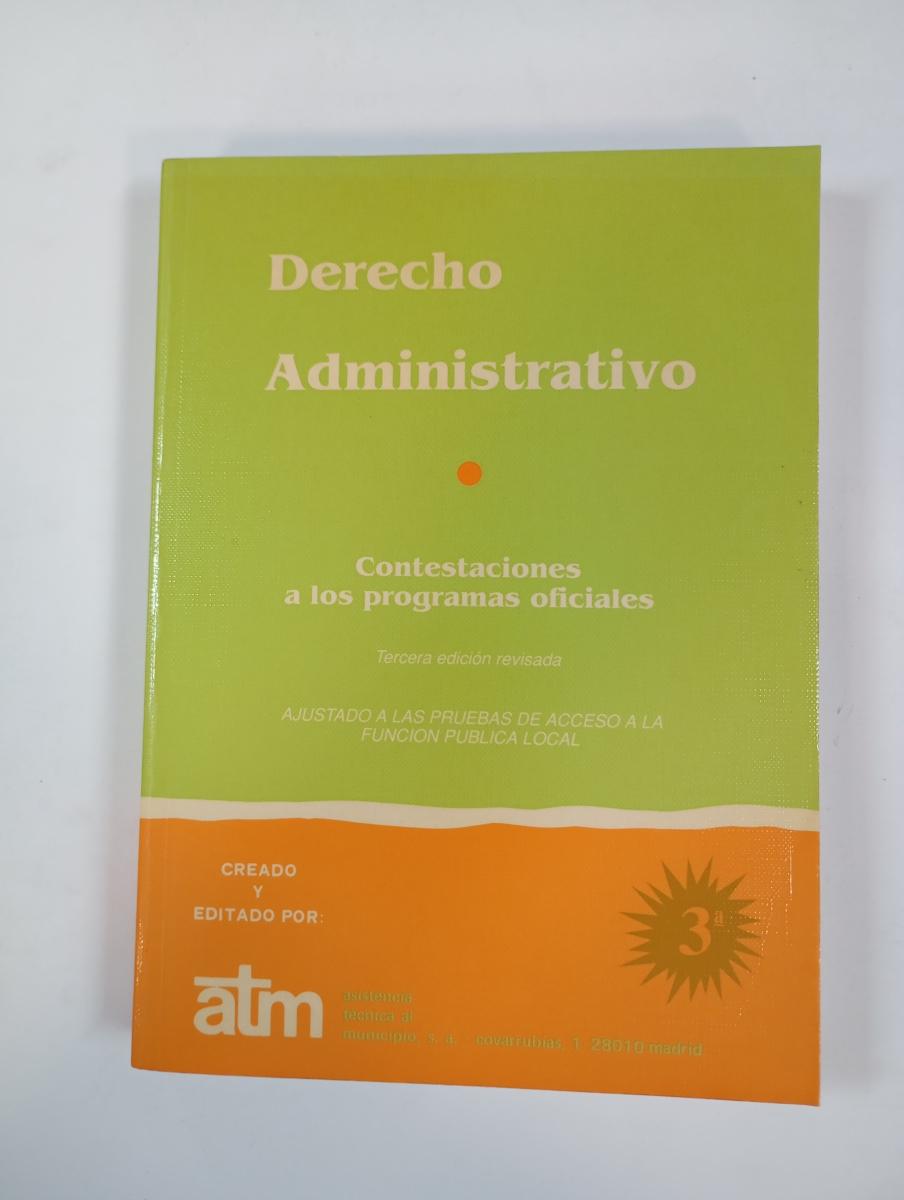 Derecho
Administrativo
Contestaciones
a los programas oficiales
Tercera edición revisada
AJUSTADO A LAS PRUEBAS DE ACCESO A LA
FUNCION PUBLICA LOCAL
CREADO
Y
EDITADO POR:
3ª
atm
asistencia
técnica al
municipio, s. a. - covarrubias, 1 28010 madrid